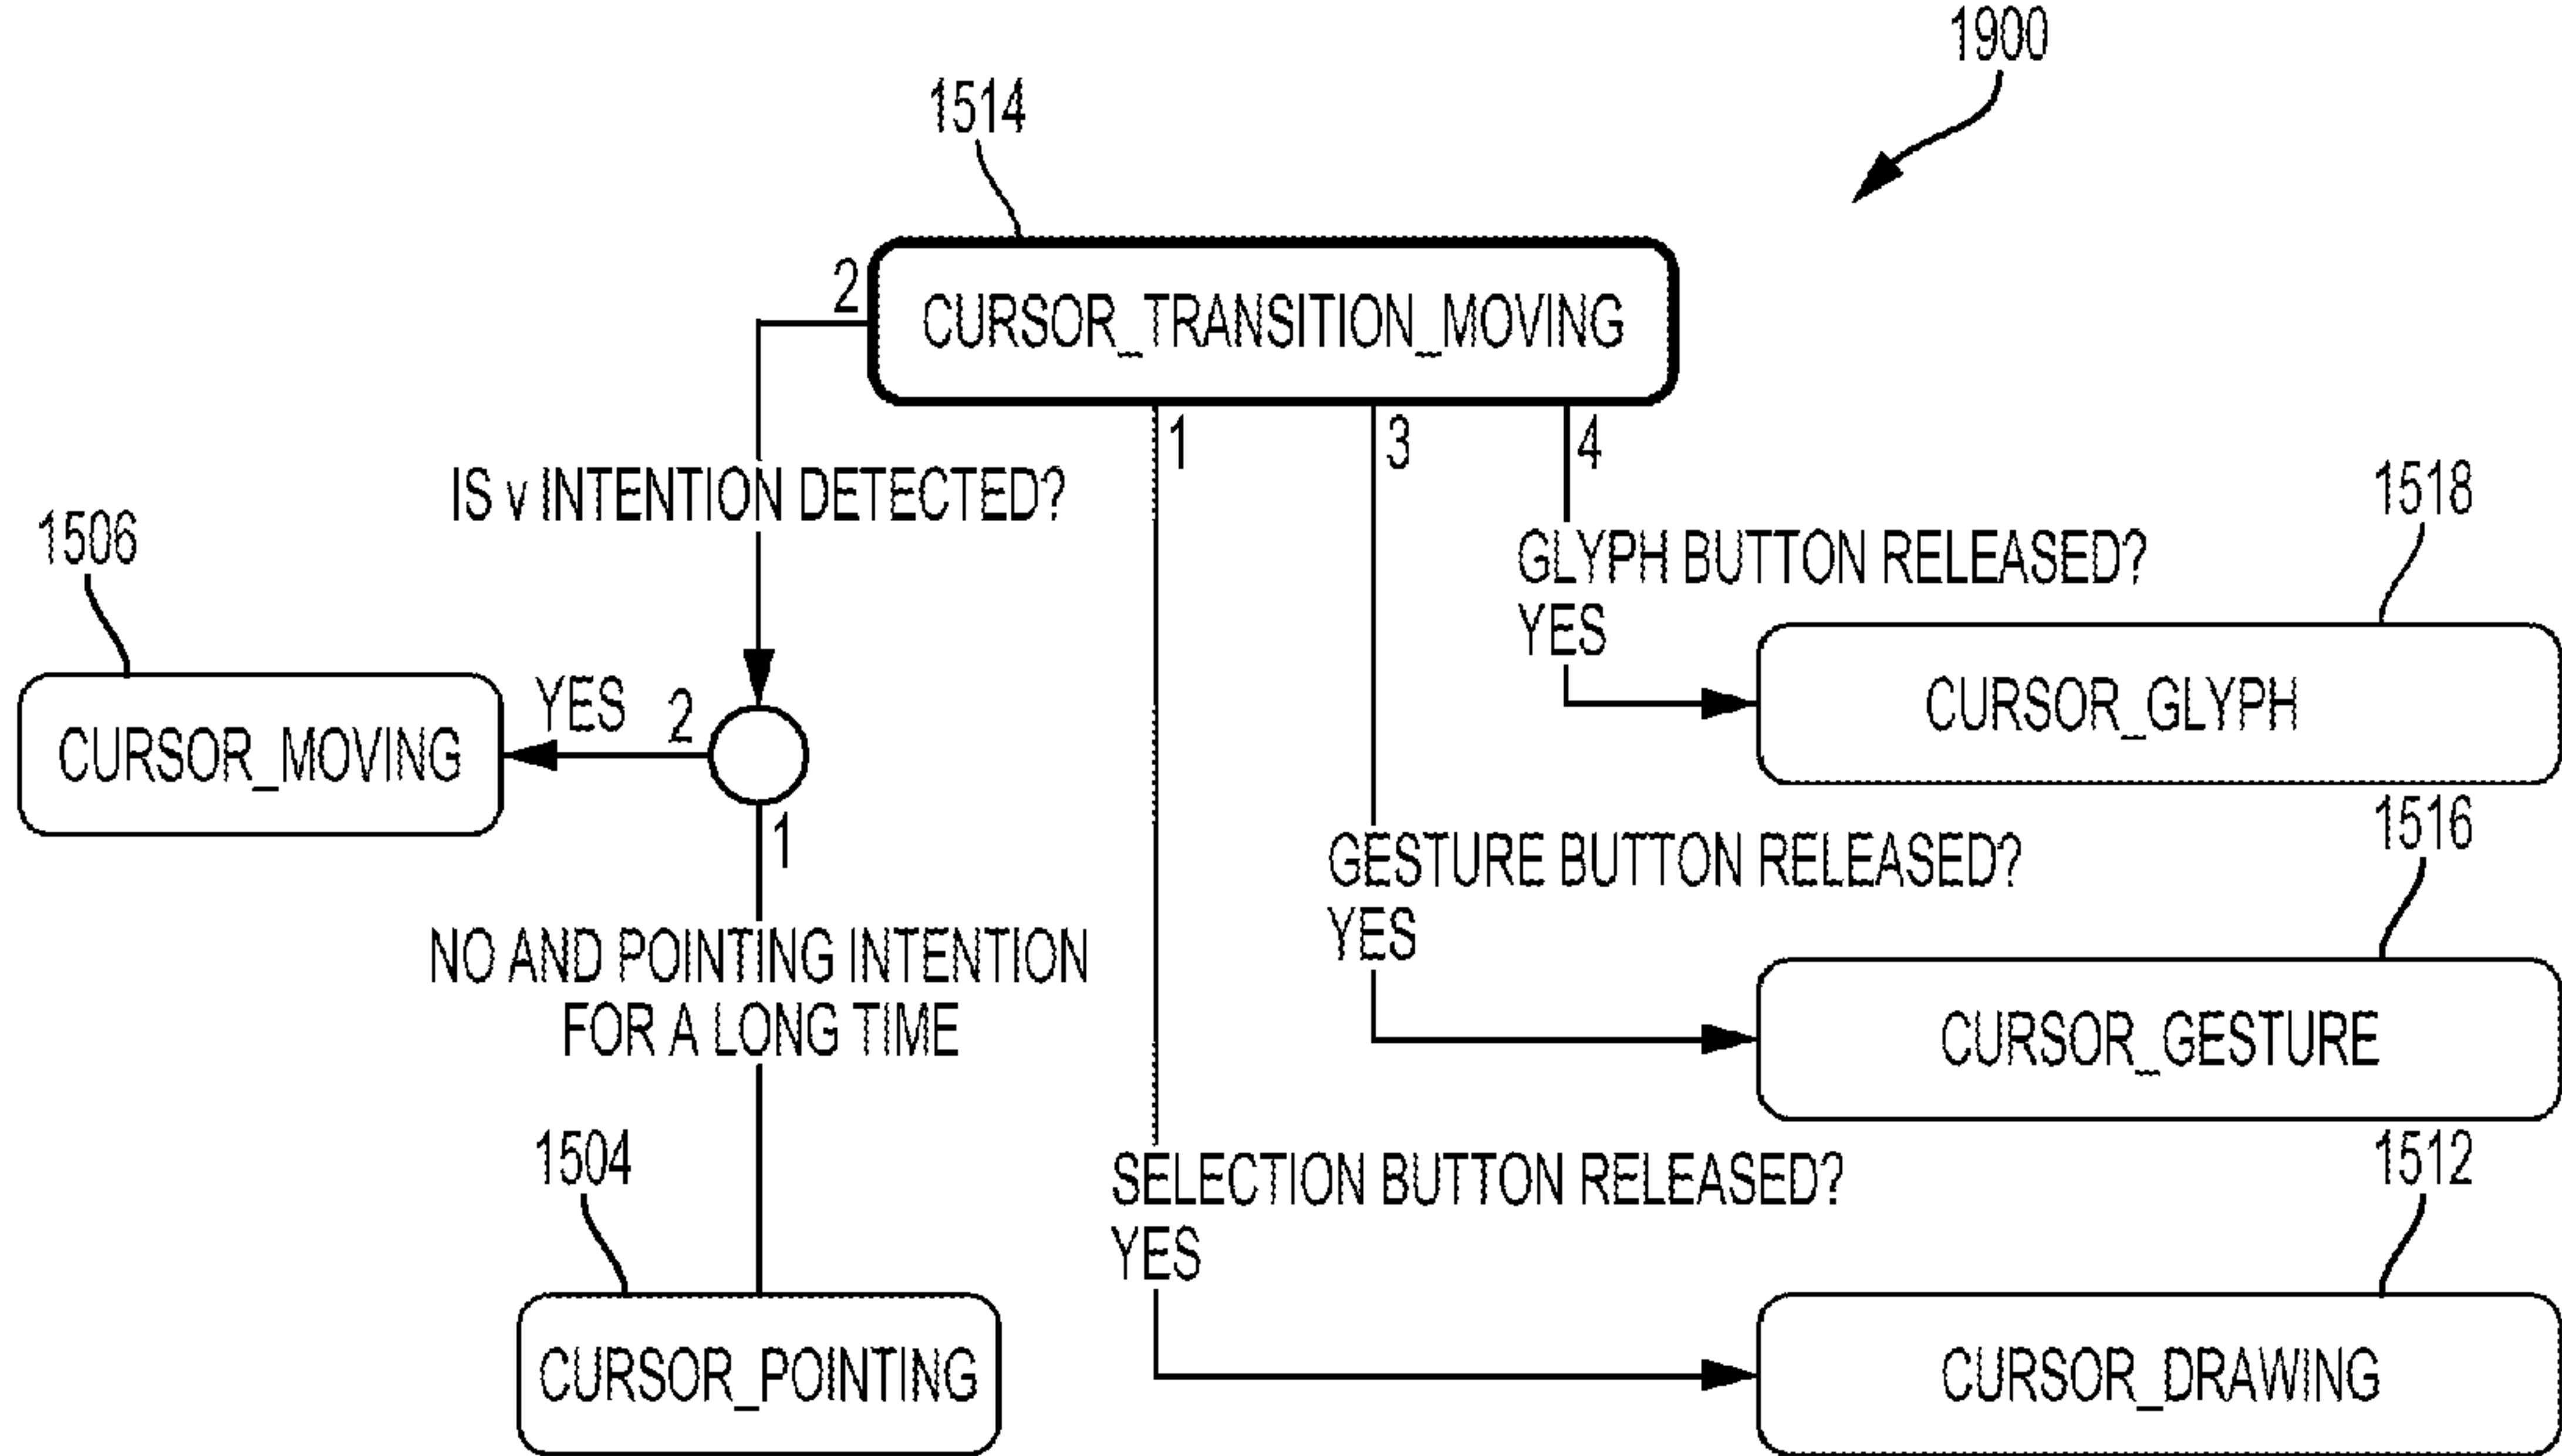 1900
1514
2
CURSOR_TRANSITION_MOVING
1
3
4
IS v INTENTION DETECTED?
1518
1506
GLYPH BUTTON RELEASED?
YES
YES
2
CURSOR_GLYPH
CURSOR_MOVING
1516
1
GESTURE BUTTON RELEASED?
YES
NO AND POINTING INTENTION
FOR A LONG TIME
CURSOR_GESTURE
1504
1512
SELECTION BUTTON RELEASED?
YES
CURSOR_POINTING
CURSOR_DRAWING